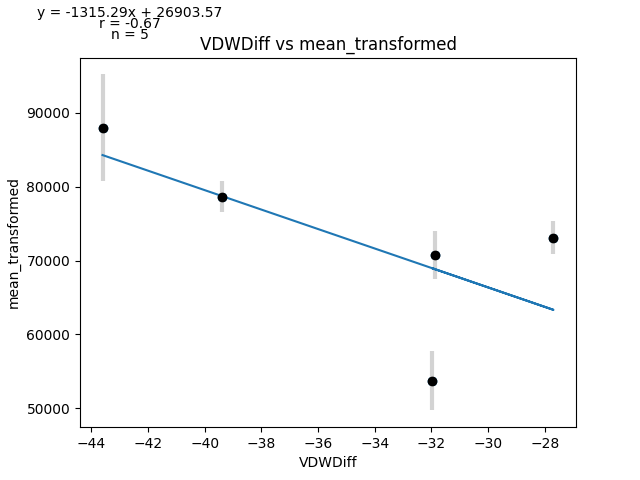 y = -1315.29x + 26903.57
r = -0.67
n = 5
VDWDiff vs mean_transformed
90000
80000
70000
60000
50000
mean_transformed
−44 −42 −40 −38 −36 −34 −32 −30 −28
VDWDiff